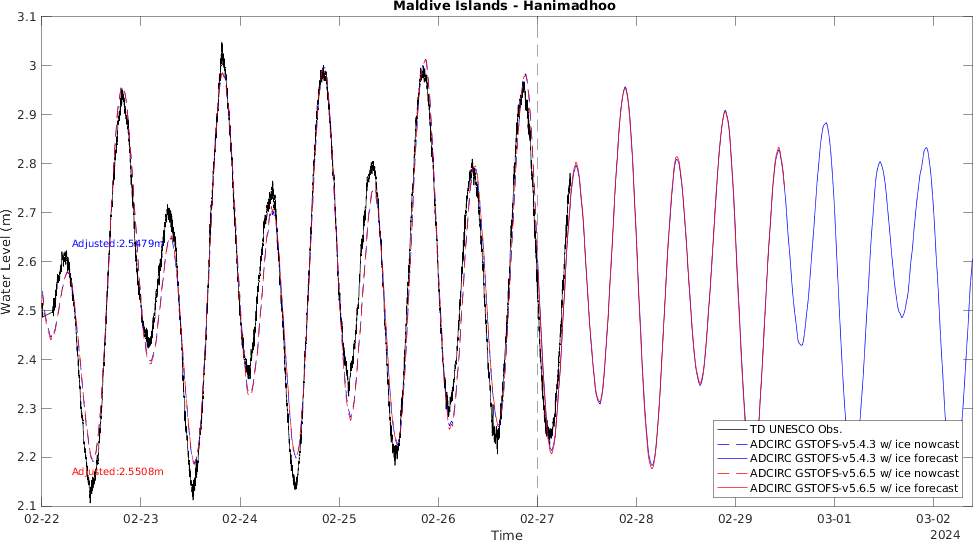 Maldive Islands - Hanimadhoo
3.1
3
2.9
2.8
2.7
2.6
2.5
2.4
2.3
2.2
2.1
Water Level (m)
Adjusted:2.5479m
Adjusted:2.5508m
TD UNESCO Obs.
ADCIRC GSTOFS-v5.4.3 w/ ice nowcast
ADCIRC GSTOFS-v5.4.3 w/ ice forecast
ADCIRC GSTOFS-v5.6.5 w/ ice nowcast
ADCIRC GSTOFS-v5.6.5 w/ ice forecast
02-22 02-23 02-24 02-25 02-26 02-27 02-28 02-29 03-01 03-02
Time
2024